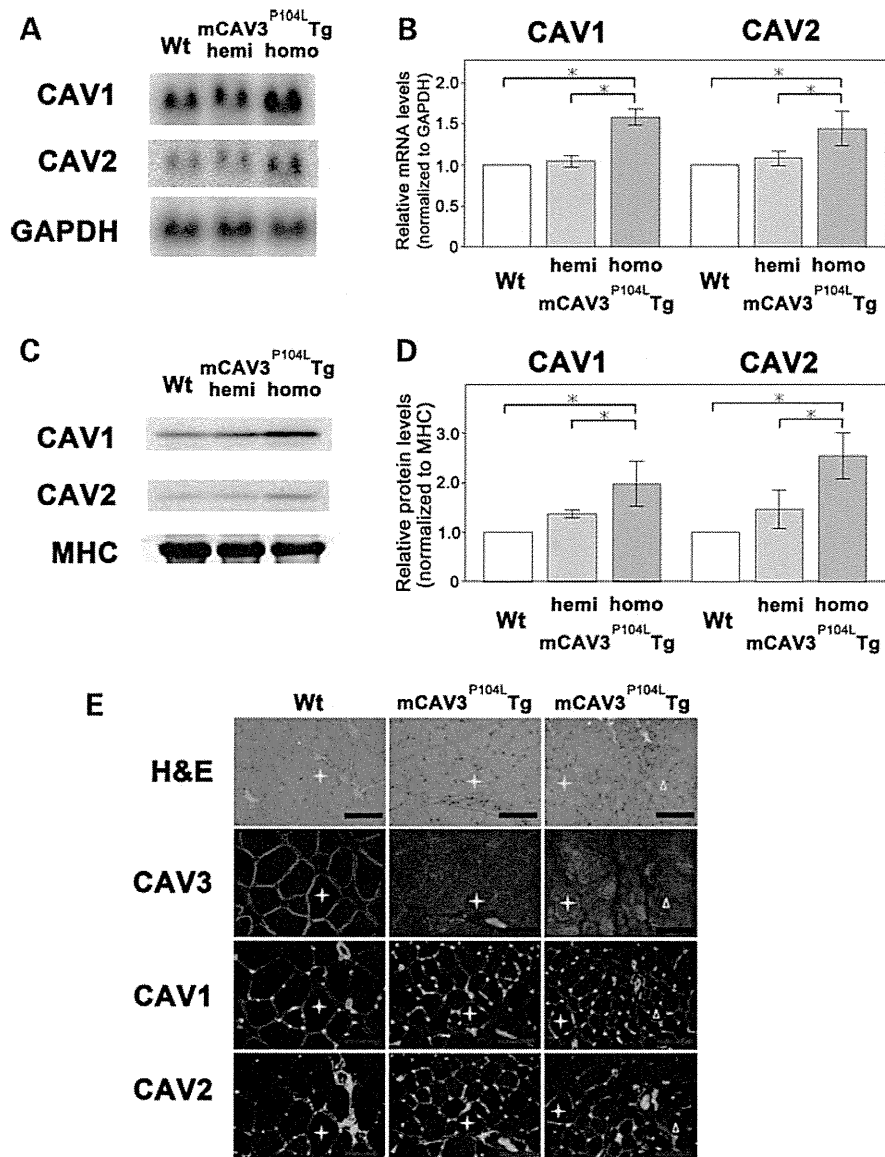 A
Wt mCAV3P104LTg
hemi homo
CAV1
CAV2
GAPDH
B
CAV1 CAV2
Relative mRNA levels
(normalized to GAPDH)
2.0
1.5
1.0
0.5
0
* * * *
Wt hemi homo Wt hemi homo
mCAV3P104LTg mCAV3P104LTg
C
Wt mCAV3P104LTg
hemi homo
CAV1
CAV2
MHC
D
CAV1 CAV2
Relative protein levels
(normalized to MHC)
3.0
2.0
1.0
0
* * * *
Wt hemi homo Wt hemi homo
mCAV3P104LTg mCAV3P104LTg
E
Wt mCAV3P104LTg mCAV3P104LTg
H&E
CAV3
CAV1
CAV2